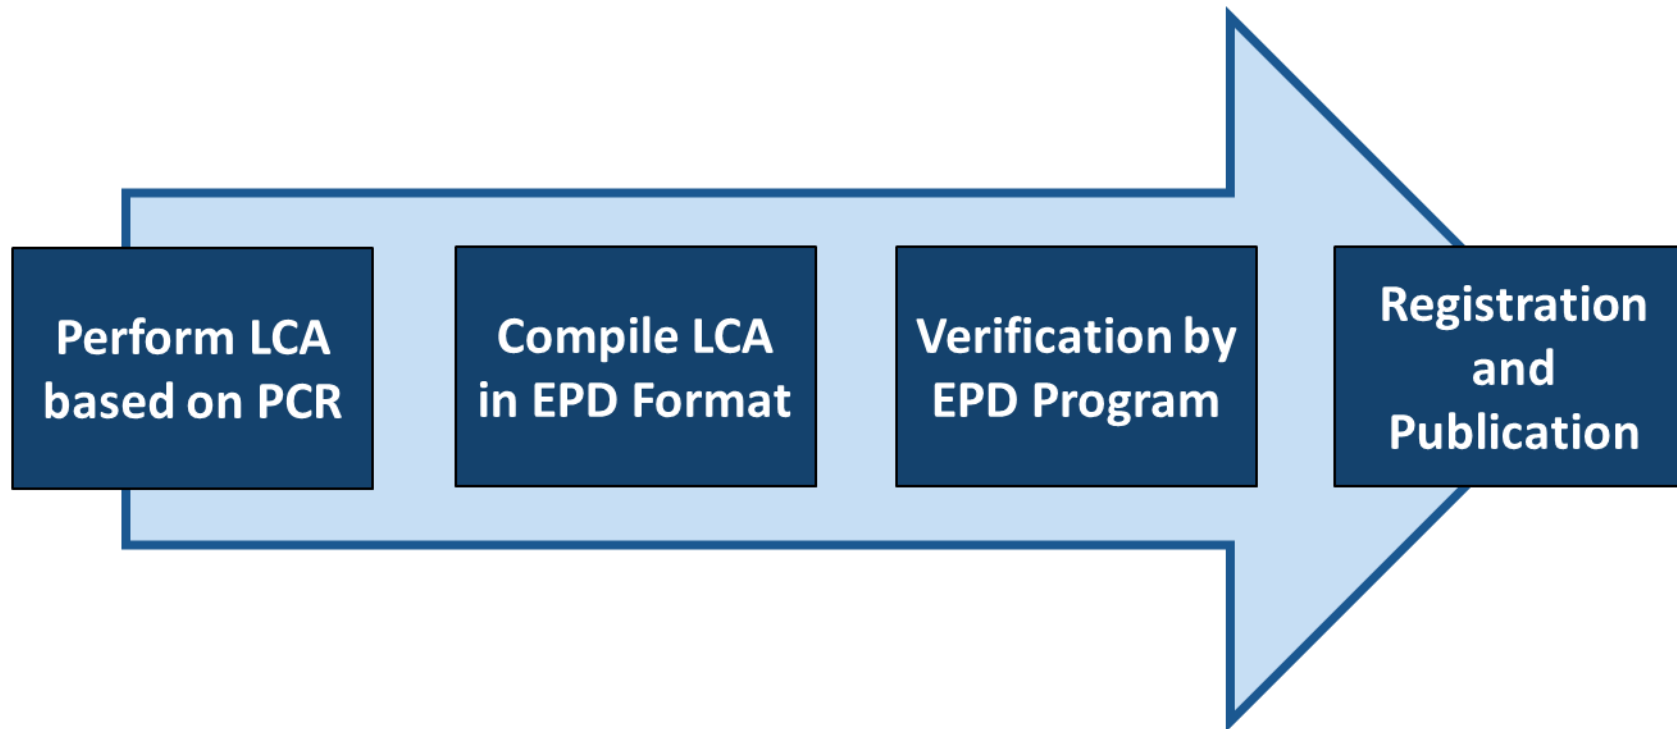 Perform LCA
based on PCR
Compile LCA
in EPD Format
Verification by
EPD Program
Registration
and
Publication